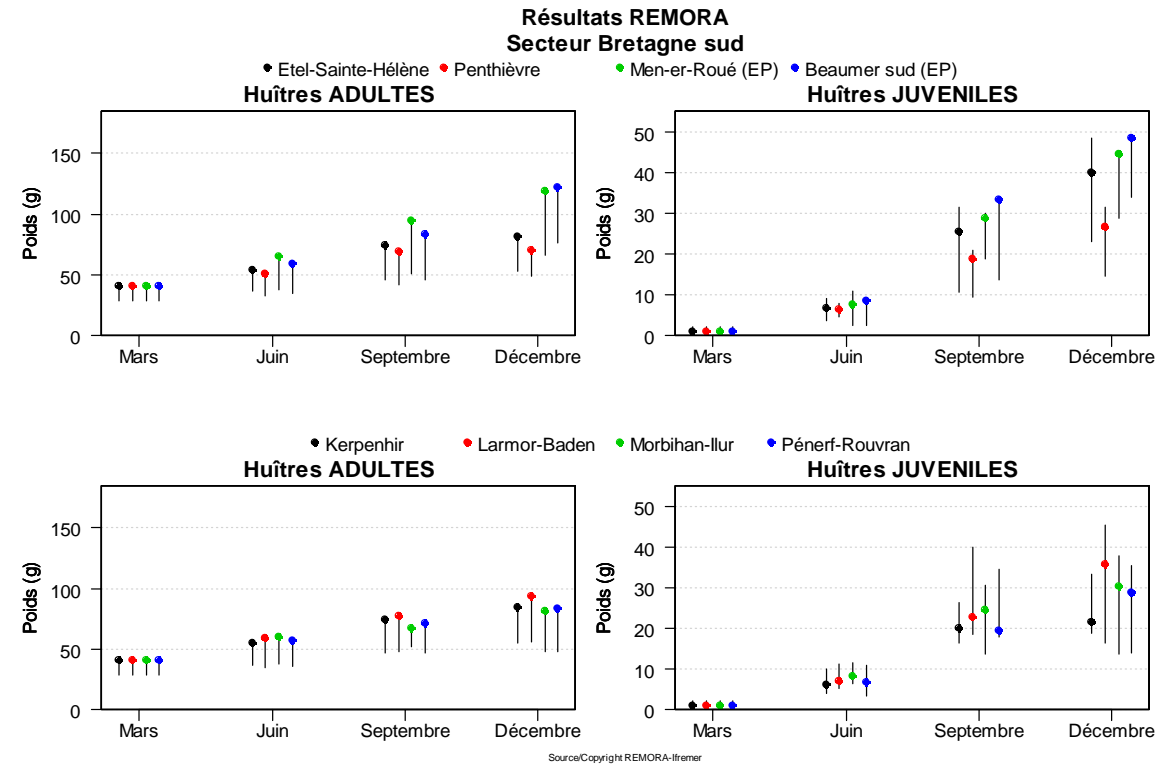 Résultats REMORA
Secteur Bretagne sud
Etel-Sainte-Hélène Penthièvre Men-er-Roué (EP) Beaumer sud (EP)
Huîtres ADULTES
Poids (g)
150
100
50
0
Mars Juin Septembre Décembre
Huîtres JUVENILES
Poids (g)
50
40
30
20
10
0
Mars Juin Septembre Décembre
Kerpenhir Larmor-Baden Morbihan-Ilur Pénerf-Rouvran
Huîtres ADULTES
Poids (g)
150
100
50
0
Mars Juin Septembre Décembre
Huîtres JUVENILES
Poids (g)
50
40
30
20
10
0
Mars Juin Septembre Décembre
Source/Copyright REMORA-Ifremer